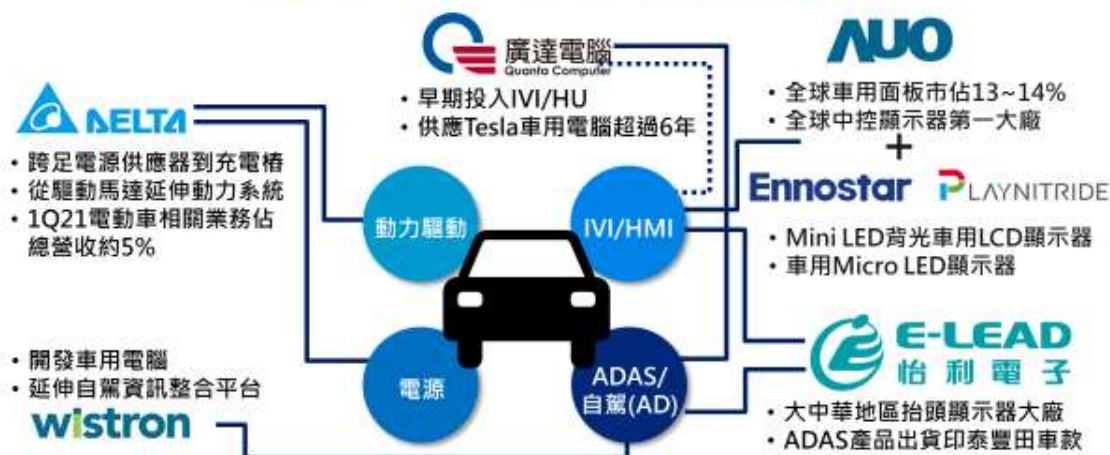 廣達電腦
Quanta Computer
• 早期投入IVI/HU
• 供應Tesla車用電腦超過6年
AUO
• 全球車用面板市佔13~14%
• 全球中控顯示器第一大廠
+
Ennostar PLAYNITRIDE
• Mini LED背光車用LCD顯示器
• 車用Micro LED顯示器
DELTA
• 跨足電源供應器到充電樁
• 從驅動馬達延伸動力系統
• 1Q21電動車相關業務佔
總營收約5%
動力驅動
IVI/HMI
電源
ADAS/
自駕(AD)
E-LEAD
怡利電子
• 大中華地區抬頭顯示器大廠
• ADAS產品出貨印泰豐田車款
• 開發車用電腦
• 延伸自駕資訊整合平台
wistron